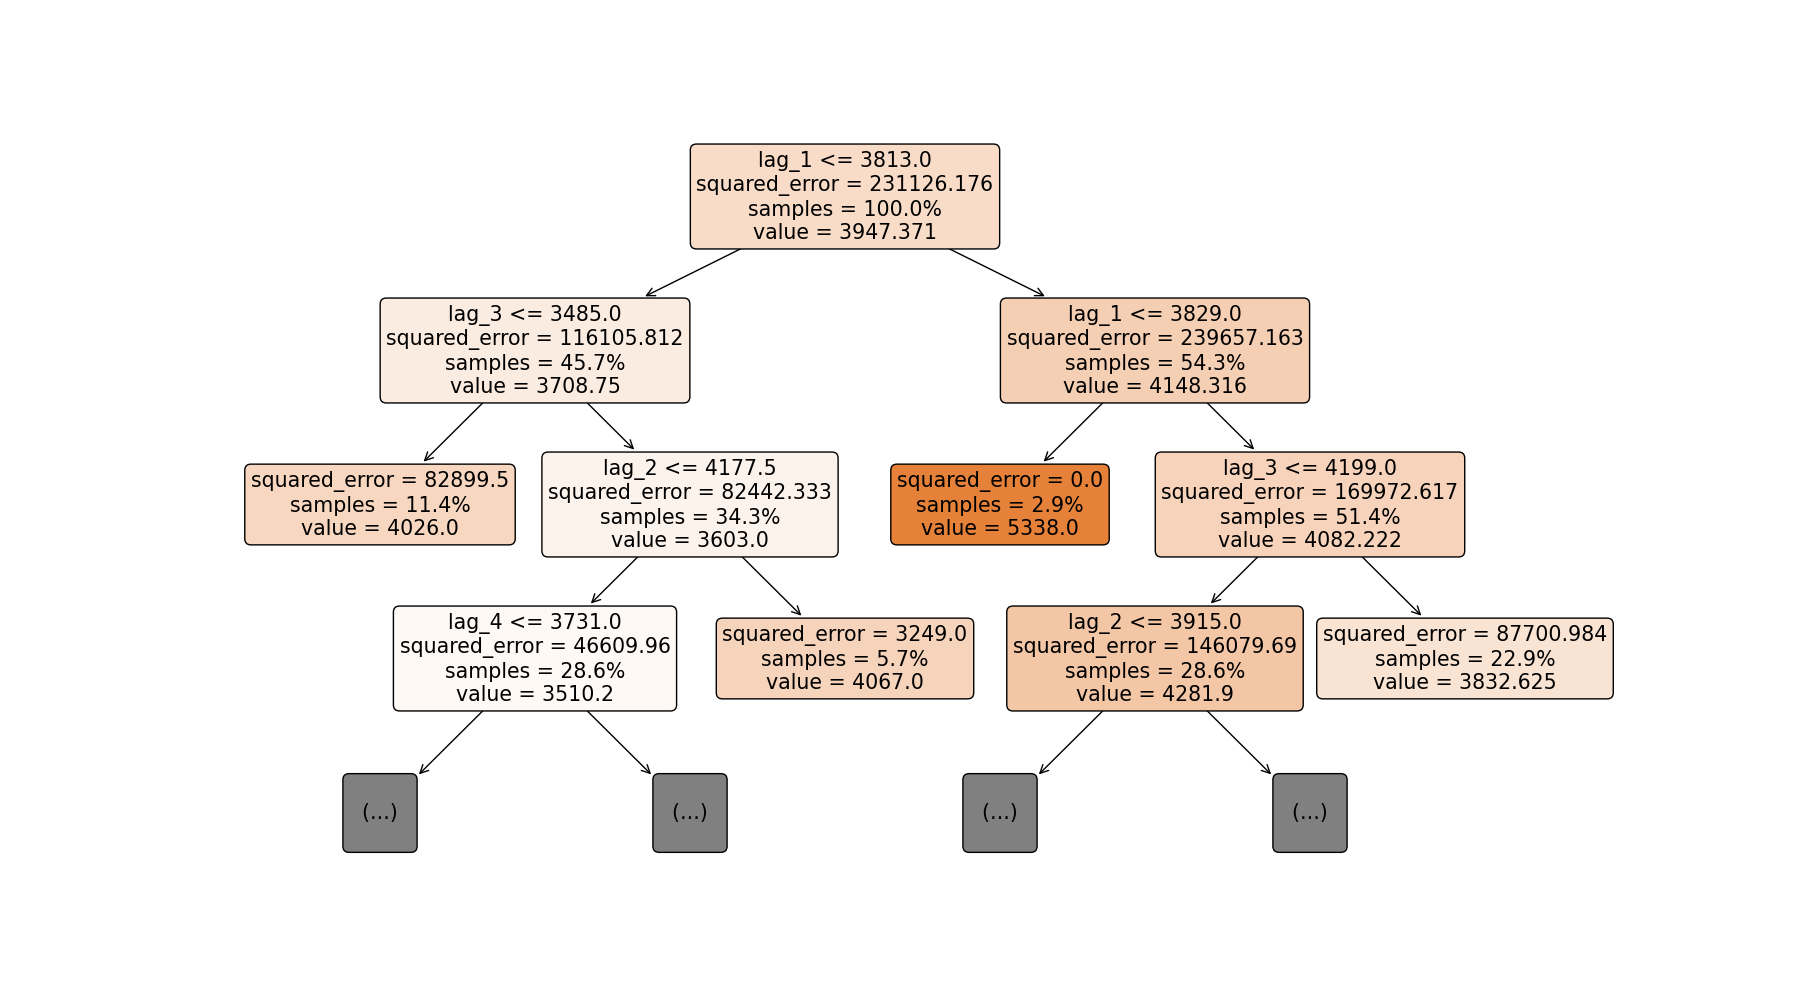 lag_1 <= 3813.0
squared_error = 231126.176
samples = 100.0%
value = 3947.371
lag_3 <= 3485.0
squared_error = 116105.812
samples = 45.7%
value = 3708.75
lag_1 <= 3829.0
squared_error = 239657.163
samples = 54.3%
value = 4148.316
squared_error = 82899.5
samples = 11.4%
value = 4026.0
lag_2 <= 4177.5
squared_error = 82442.333
samples = 34.3%
value = 3603.0
squared_error = 0.0
samples = 2.9%
value = 5338.0
lag_3 <= 4199.0
squared_error = 169972.617
samples = 51.4%
value = 4082.222
lag_4 <= 3731.0
squared_error = 46609.96
samples = 28.6%
value = 3510.2
squared_error = 3249.0
samples = 5.7%
value = 4067.0
lag_2 <= 3915.0
squared_error = 146079.69
samples = 28.6%
value = 4281.9
squared_error = 87700.984
samples = 22.9%
value = 3832.625
(...)
(...)
(...)
(...)